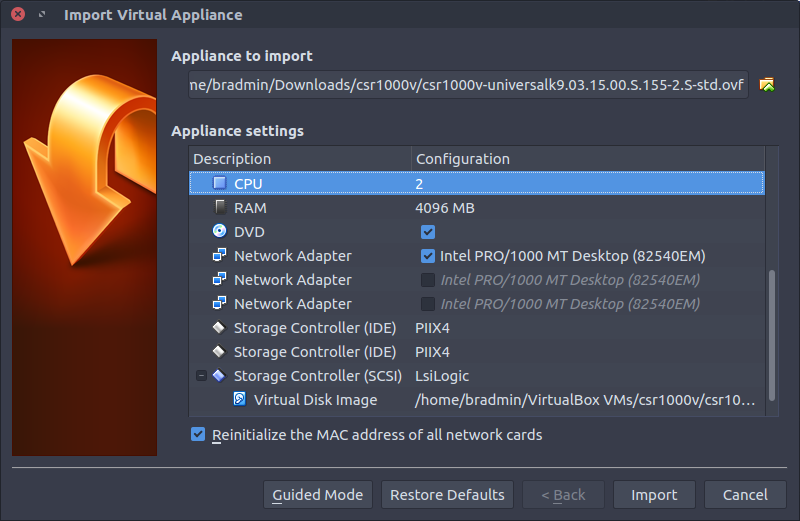 Import Virtual Appliance
Appliance to import
me/bradmin/Downloads/csr1000v/csr1000v-universalk9.03.15.00.S.155-2.S-std.ovf
Appliance settings
Description Configuration
CPU 2
RAM 4096 MB
DVD
Network Adapter Intel PRO/1000 MT Desktop (82540EM)
Network Adapter Intel PRO/1000 MT Desktop (82540EM)
Network Adapter Intel PRO/1000 MT Desktop (82540EM)
Storage Controller (IDE) PIIX4
Storage Controller (IDE) PIIX4
Storage Controller (SCSI) LsiLogic
Virtual Disk Image /home/bradmin/VirtualBox VMs/csr1000v/csr10...
Reinitialize the MAC address of all network cards
Guided Mode Restore Defaults < Back Import Cancel